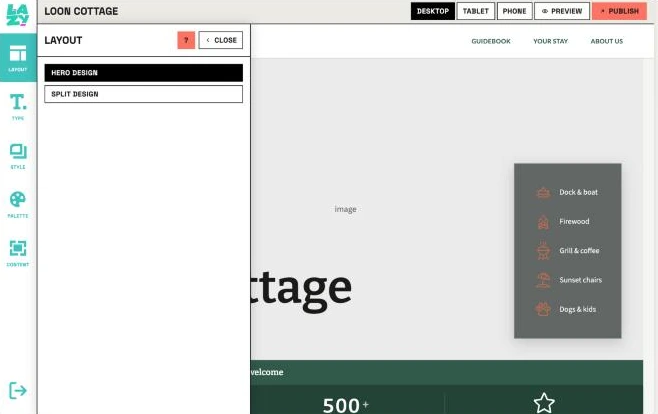 LAZY
LOON COTTAGE
DESKTOP
TABLET
PHONE
PREVIEW
PUBLISH
LAYOUT
?
‹ CLOSE
HERO DESIGN
SPLIT DESIGN
LAYOUT
TYPE
STYLE
PALETTE
CONTENT
GUIDEBOOK
YOUR STAY
ABOUT US
image
Dock & boat
Firewood
Grill & coffee
Sunset chairs
Dogs & kids
ttage
welcome
500+